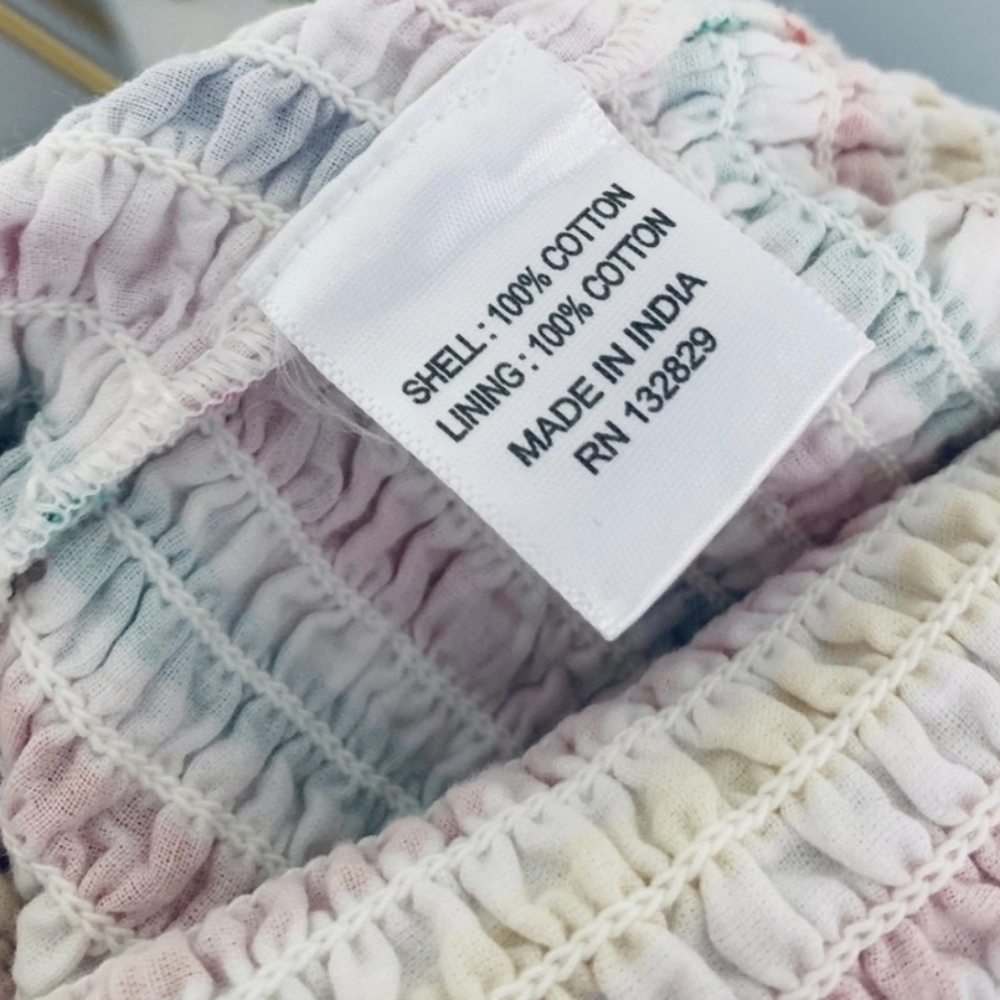 SHELL : 100% COTTON
LINING : 100% COTTON
MADE IN INDIA
RN 132829